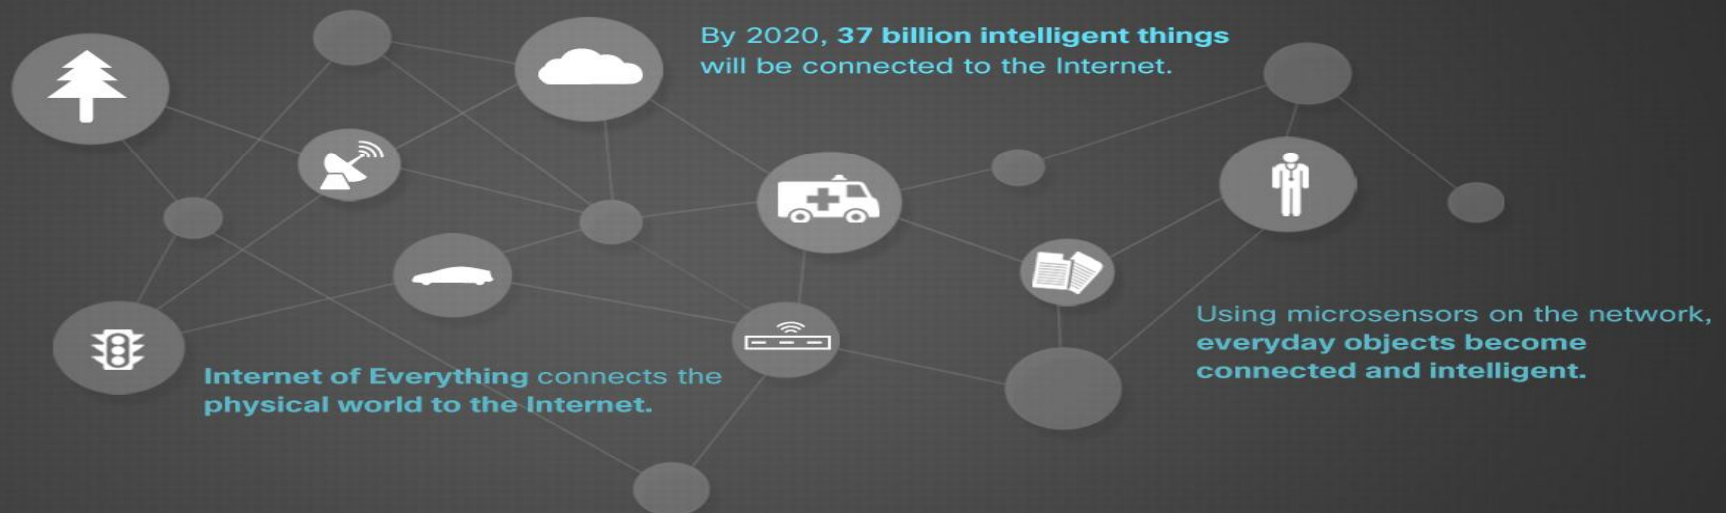 By 2020, 37 billion intelligent things
will be connected to the Internet.
Using microsensors on the network,
everyday objects become
connected and intelligent.
Internet of Everything connects the
physical world to the Internet.